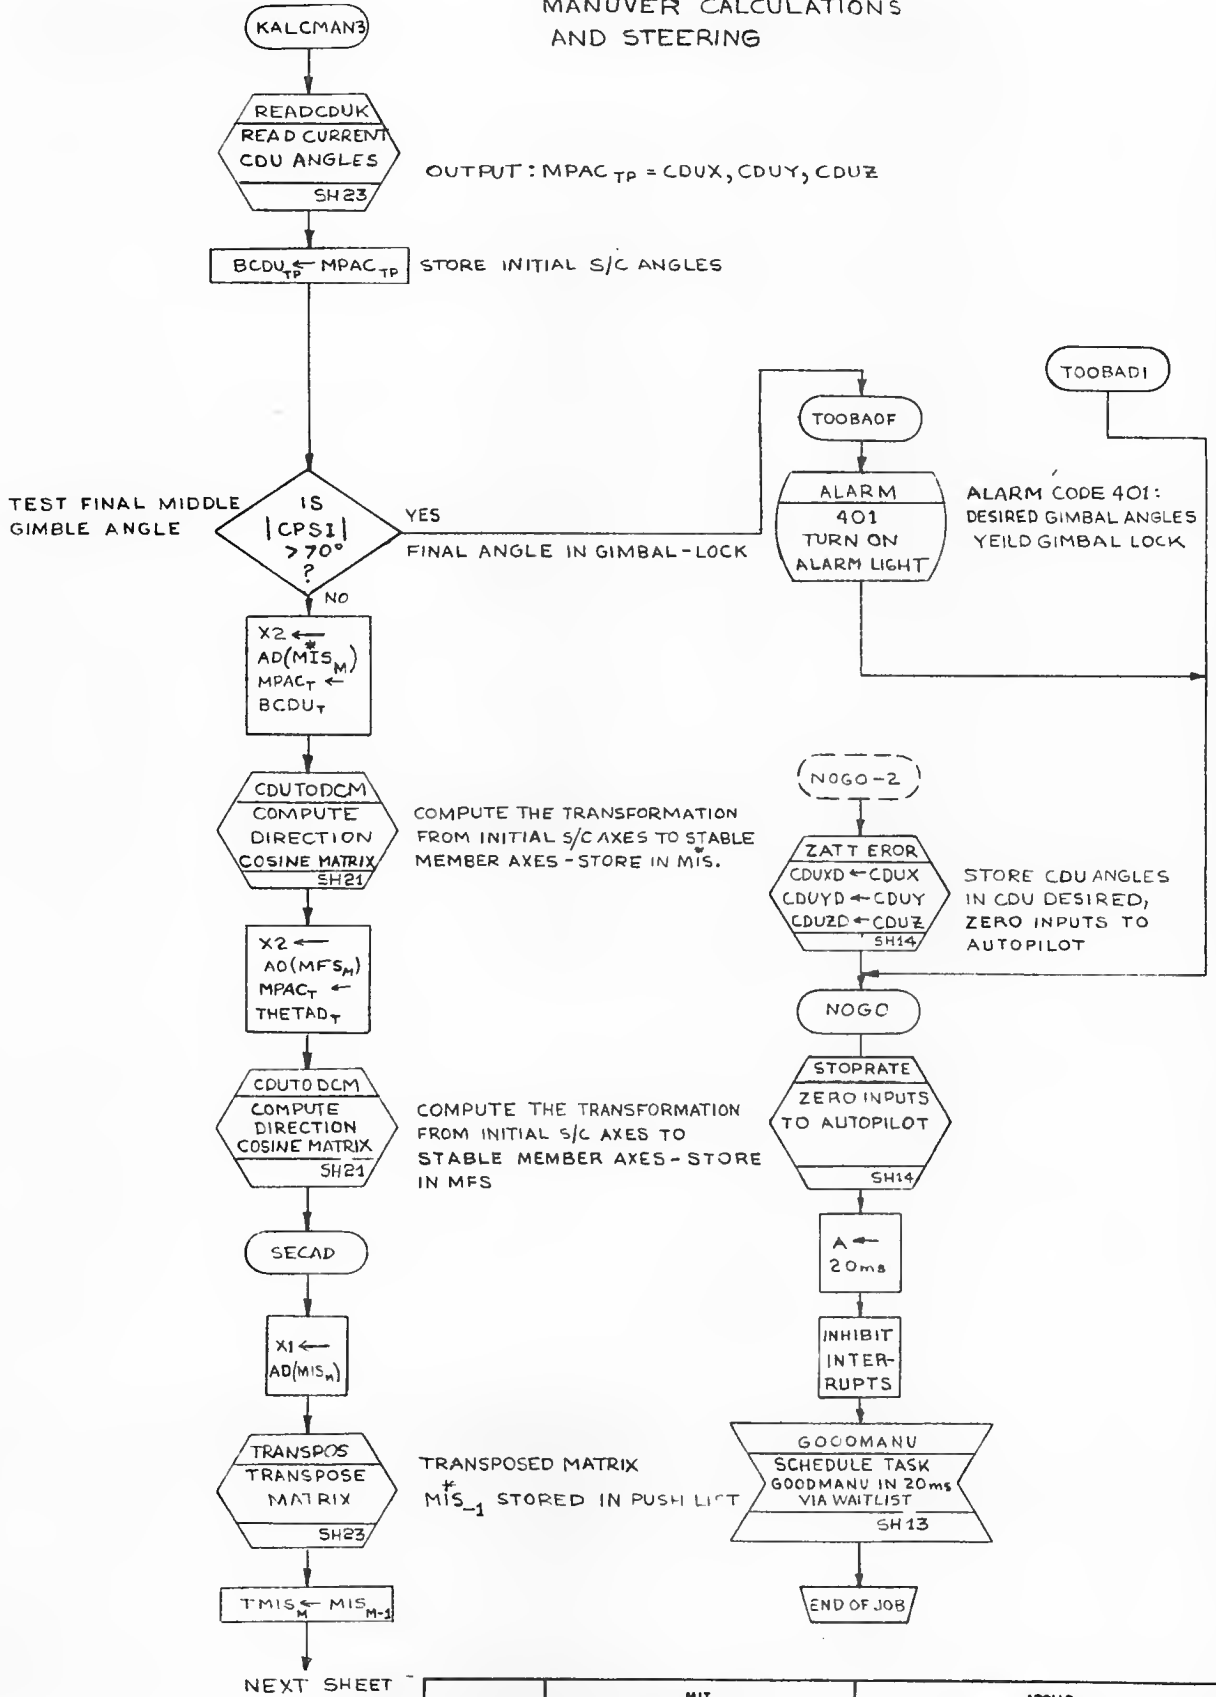 MANUVER CALCULATIONS
AND STEERING
KALCMAN3
READCDUK
READ CURRENT
CDU ANGLES
SH23
OUTPUT: MPAC TP = CDUX, CDUY, CDUZ
BCDU TP ← MPAC TP
STORE INITIAL S/C ANGLES
TEST FINAL MIDDLE
GIMBLE ANGLE
IS
|CPSI|
>70°
?
YES
FINAL ANGLE IN GIMBAL-LOCK
NO
TOOBADF
ALARM
401
TURN ON
ALARM LIGHT
ALARM CODE 401:
DESIRED GIMBAL ANGLES
YEILD GIMBAL LOCK
TOOBAD1
X2 ←
AD(MIS* M)
MPAC T ←
BCDU T
CDUTODCM
COMPUTE
DIRECTION
COSINE MATRIX
SH21
COMPUTE THE TRANSFORMATION
FROM INITIAL S/C AXES TO STABLE
MEMBER AXES - STORE IN MIS*.
X2 ←
AD(MFS M)
MPAC T ←
THETAD T
CDUTODCM
COMPUTE
DIRECTION
COSINE MATRIX
SH21
COMPUTE THE TRANSFORMATION
FROM INITIAL S/C AXES TO
STABLE MEMBER AXES - STORE
IN MFS
SECAD
X1 ←
AD(MIS M)
TRANSPOS
TRANSPOSE
MATRIX
SH23
TRANSPOSED MATRIX
MIS* -1 STORED IN PUSH LIST
TMIS M ← MIS M-1
NEXT SHEET
NOGO-2
ZATT EROR
CDUXD ← CDUX
CDUYD ← CDUY
CDUZD ← CDUZ
SH14
STORE CDU ANGLES
IN CDU DESIRED,
ZERO INPUTS TO
AUTOPILOT
NOGO
STOPRATE
ZERO INPUTS
TO AUTOPILOT
SH14
A ←
20ms
INHIBIT
INTER-
RUPTS
GOODMANU
SCHEDULE TASK
GOODMANU IN 20ms
VIA WAITLIST
SH13
END OF JOB
MIT